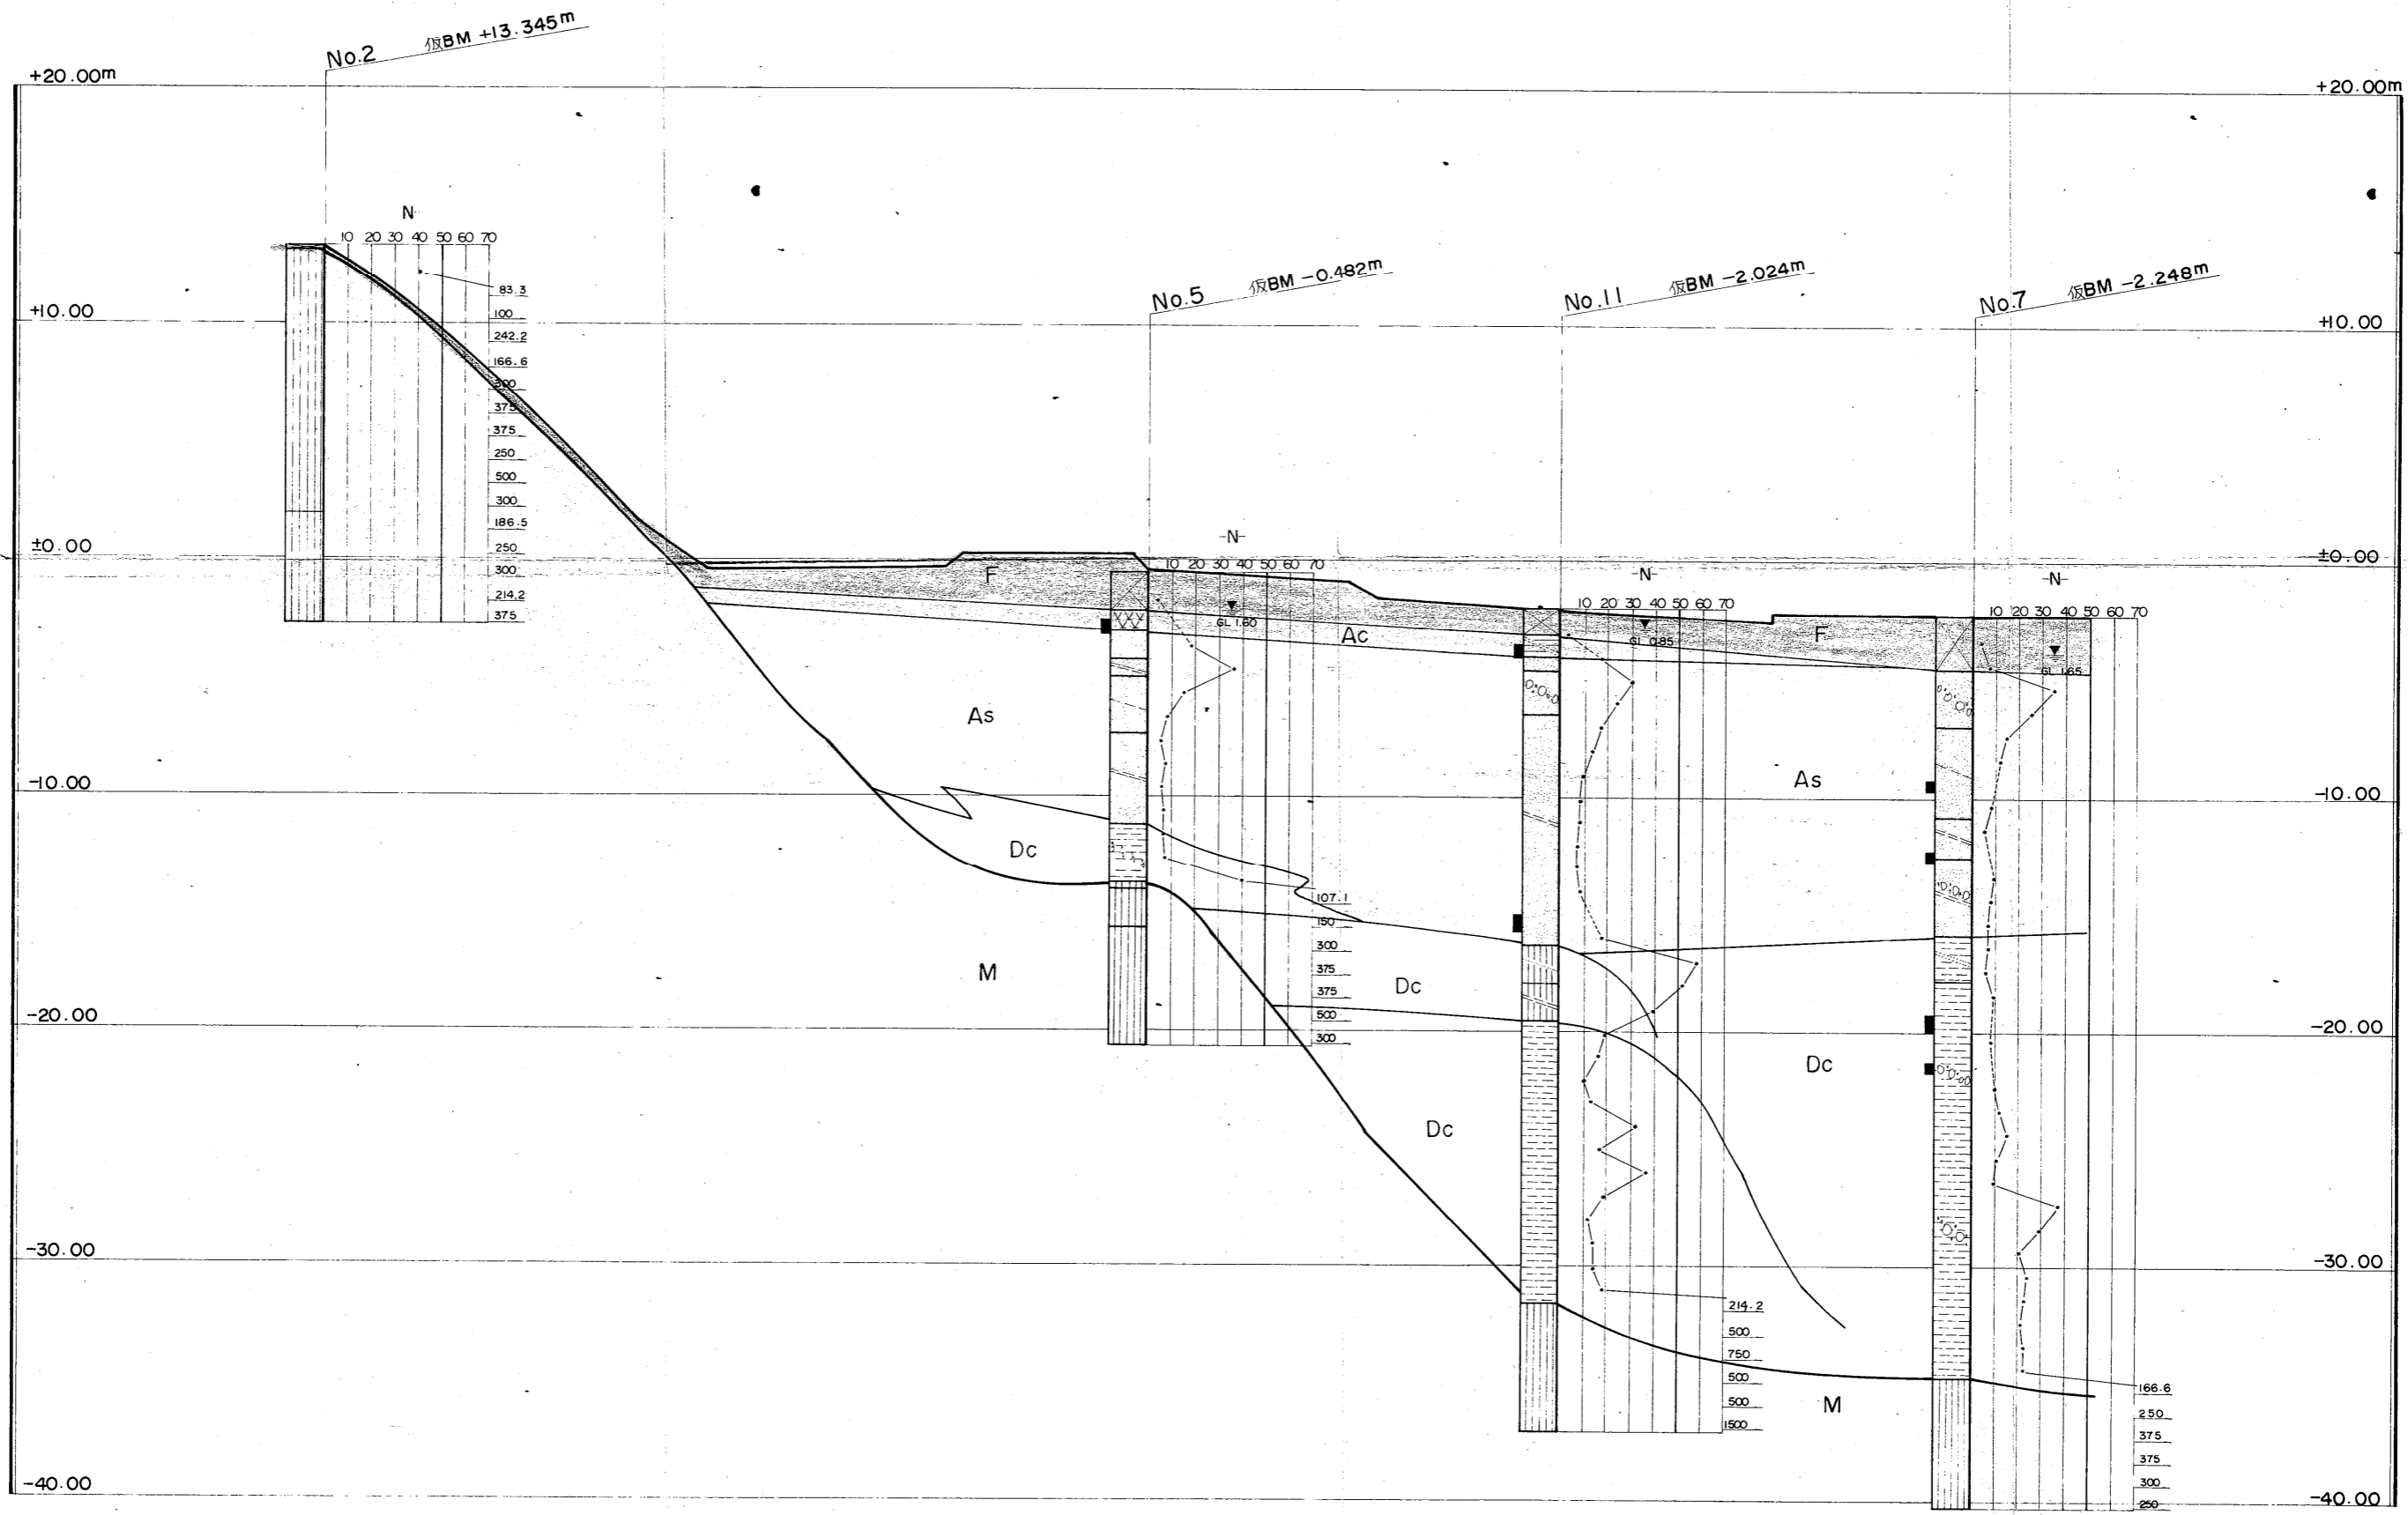 No.2 仮BM +13.345m
+20.00m
+20.00m
N
10 20 30 40 50 60 70
83.3
100
242.2
166.6
300
375
375
250
500
300
186.5
250
300
214.2
375
No.5 仮BM -0.482m
No.11 仮BM -2.024m
No.7 仮BM -2.248m
+10.00
+10.00
±0.00
±0.00
-N-
10 20 30 40 50 60 70
GL 1.60
-N-
10 20 30 40 50 60 70
GL 0.85
-N-
10 20 30 40 50 60 70
GL 1.65
F
F
Ac
As
As
-10.00
-10.00
Dc
107.1
150
300
375
375
500
300
M
Dc
-20.00
-20.00
Dc
Dc
-30.00
-30.00
214.2
500
750
500
500
1500
M
166.6
250
375
375
300
250
-40.00
-40.00